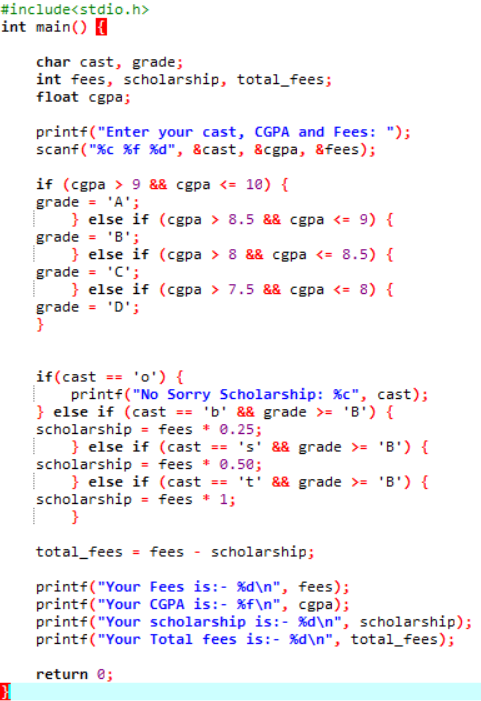 #include<stdio.h>
int main() {
char cast, grade;
int fees, scholarship, total_fees;
float cgpa;
printf("Enter your cast, CGPA and Fees: ");
scanf("%c %f %d", &cast, &cgpa, &fees);
if (cgpa > 9 && cgpa <= 10) {
grade = 'A';
} else if (cgpa > 8.5 && cgpa <= 9) {
grade = 'B';
} else if (cgpa > 8 && cgpa <= 8.5) {
grade = 'C';
} else if (cgpa > 7.5 && cgpa <= 8) {
grade = 'D';
}
if(cast == 'o') {
printf("No Sorry Scholarship: %c", cast);
} else if (cast == 'b' && grade >= 'B') {
scholarship = fees * 0.25;
} else if (cast == 's' && grade >= 'B') {
scholarship = fees * 0.50;
} else if (cast == 't' && grade >= 'B') {
scholarship = fees * 1;
}
total_fees = fees - scholarship;
printf("Your Fees is:- %d\n", fees);
printf("Your CGPA is:- %f\n", cgpa);
printf("Your scholarship is:- %d\n", scholarship);
printf("Your Total fees is:- %d\n", total_fees);
return 0;
}